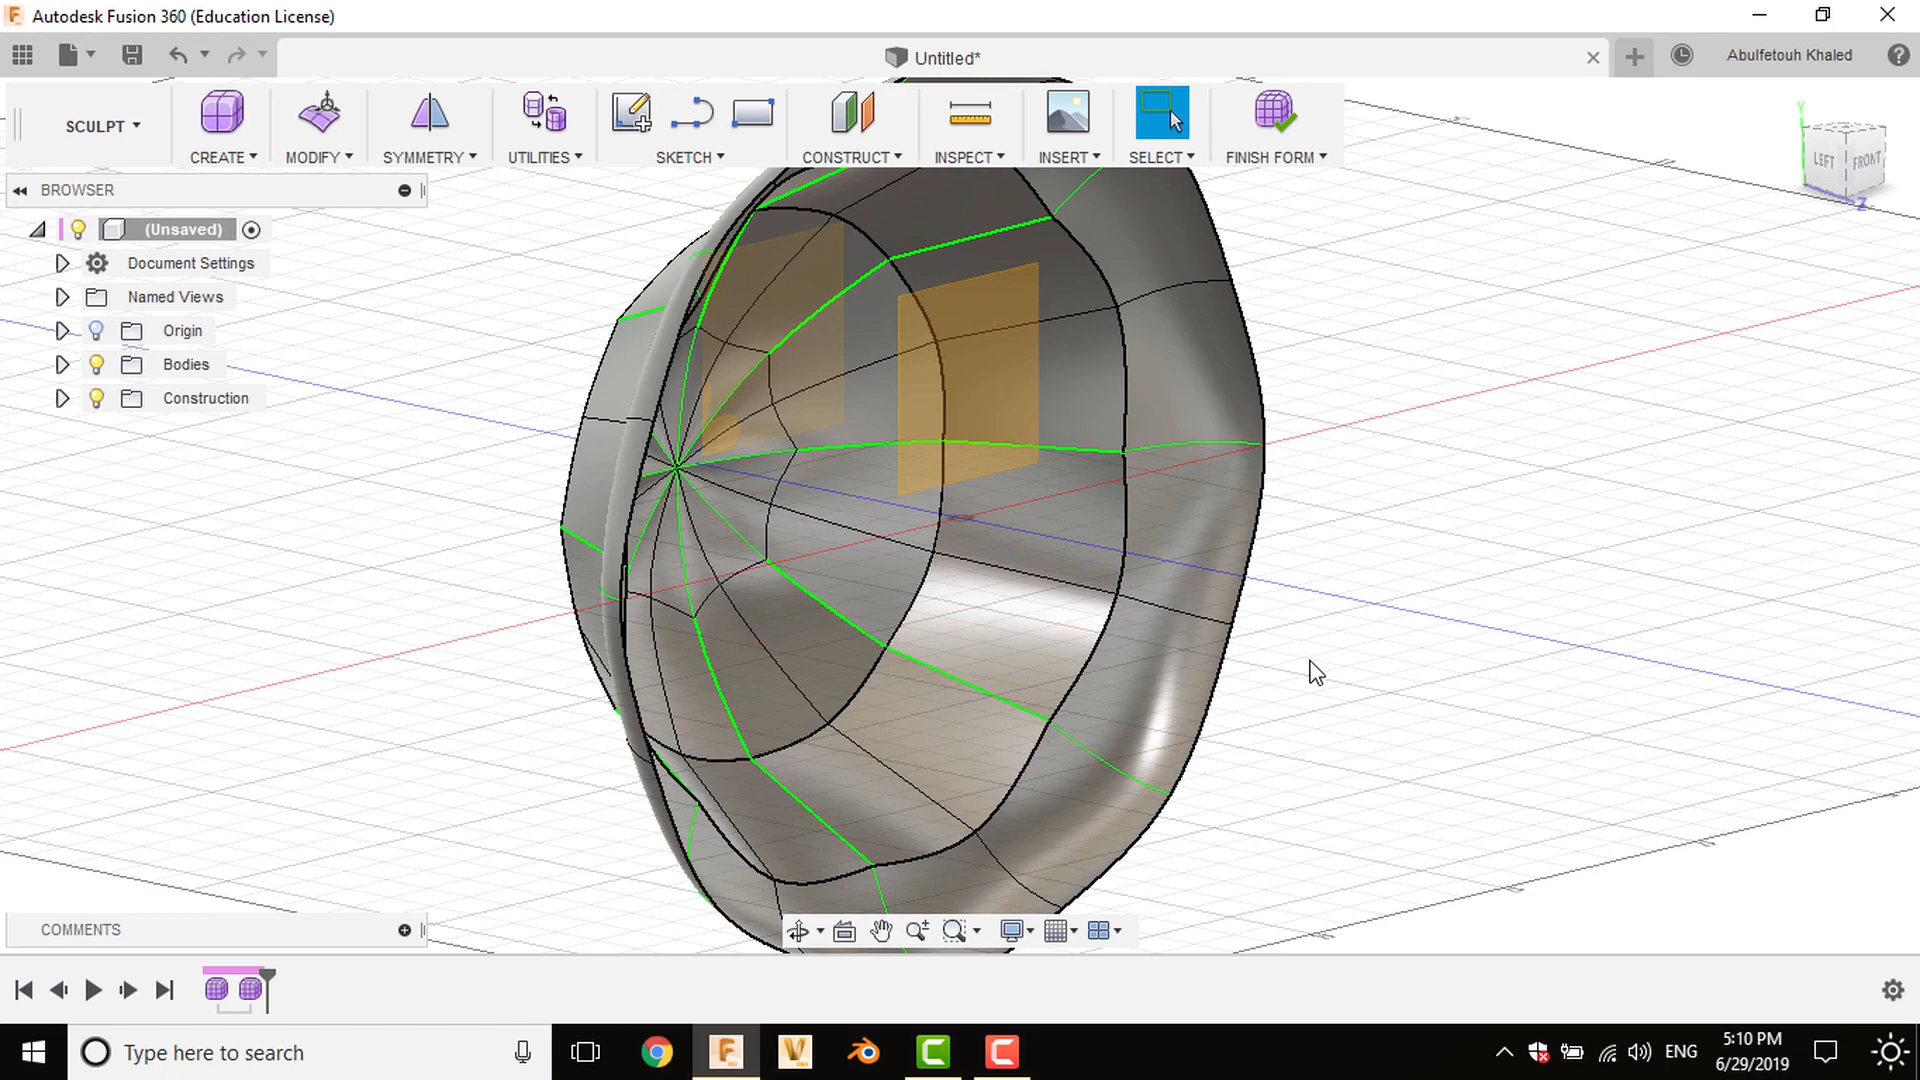 Autodesk Fusion 360 (Education License)
Untitled*
Abulfetouh Khaled
SCULPT
CREATE
MODIFY
SYMMETRY
UTILITIES
SKETCH
CONSTRUCT
INSPECT
INSERT
SELECT
FINISH FORM
Y
LEFT
FRONT
Z
BROWSER
(Unsaved)
Document Settings
Named Views
Origin
Bodies
Construction
COMMENTS
Type here to search
ENG
5:10 PM
6/29/2019